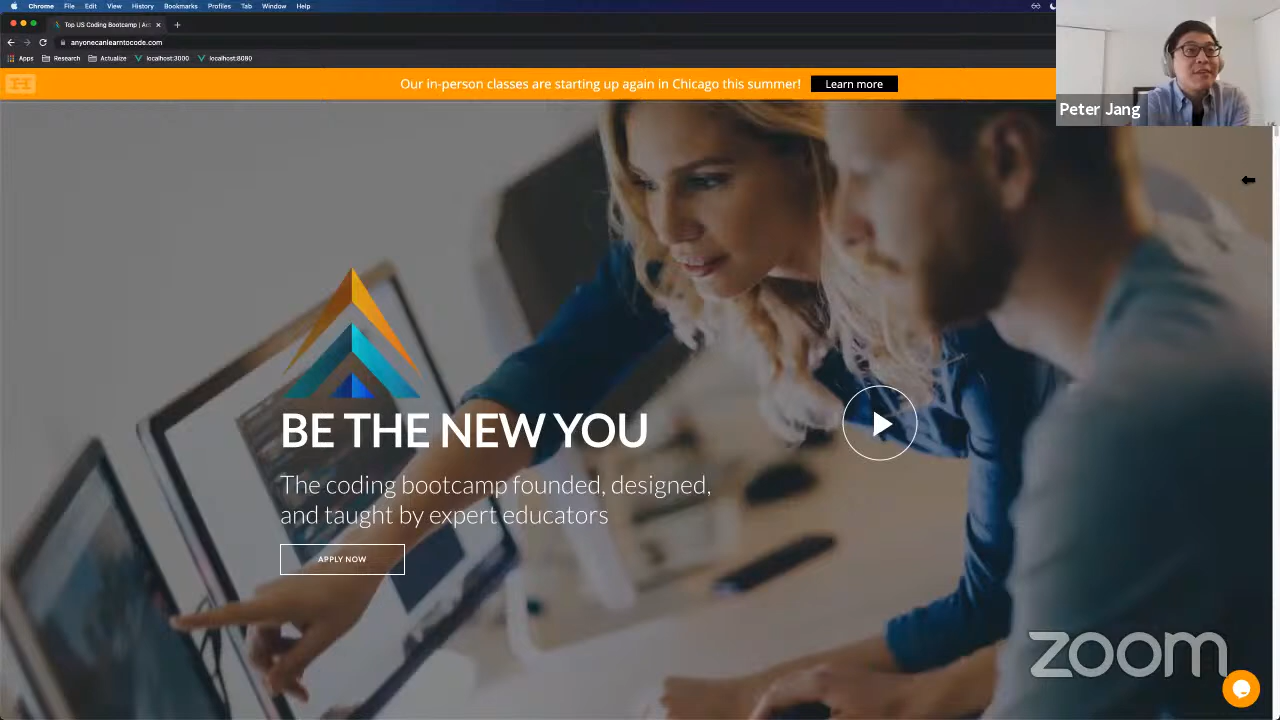 Chrome File Edit View History Bookmarks Profiles Tab Window Help
Top US Coding Bootcamp | Act
anyonecanlearntocode.com
Apps Research Actualize localhost:3000 localhost:8080
Our in-person classes are starting up again in Chicago this summer! Learn more
Peter Jang
BE THE NEW YOU
The coding bootcamp founded, designed,
and taught by expert educators
APPLY NOW
zoom